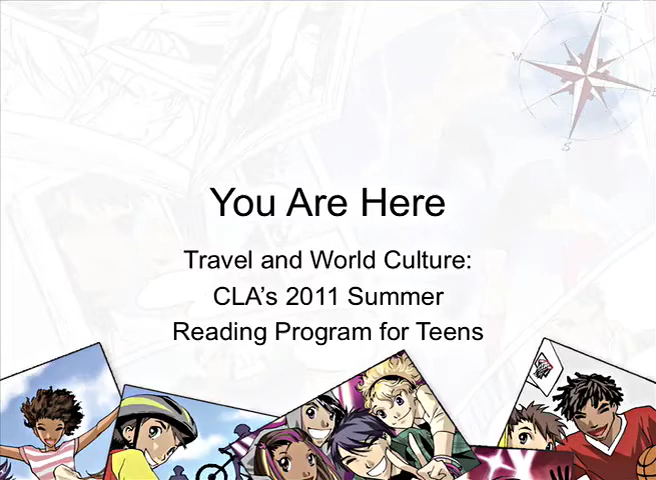 N
W
S
You Are Here
Travel and World Culture:
CLA's 2011 Summer
Reading Program for Teens